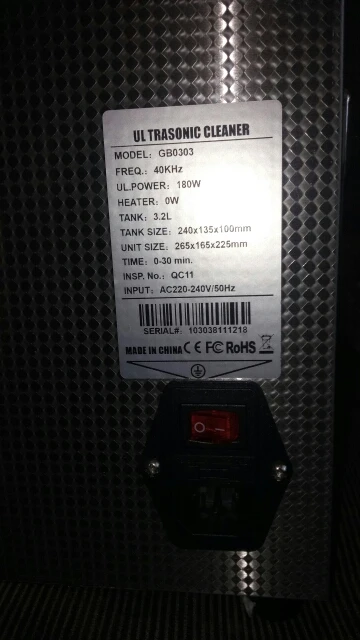 UL TRASONIC CLEANER
MODEL: GB0303
FREQ.: 40KHz
UL.POWER: 180W
HEATER: 0W
TANK: 3.2L
TANK SIZE: 240x135x100mm
UNIT SIZE: 265x165x225mm
TIME: 0-30 min.
INSP. No.: QC11
INPUT: AC220-240V/50Hz
SERIAL#: 103038111218
MADE IN CHINA CE FC RoHS